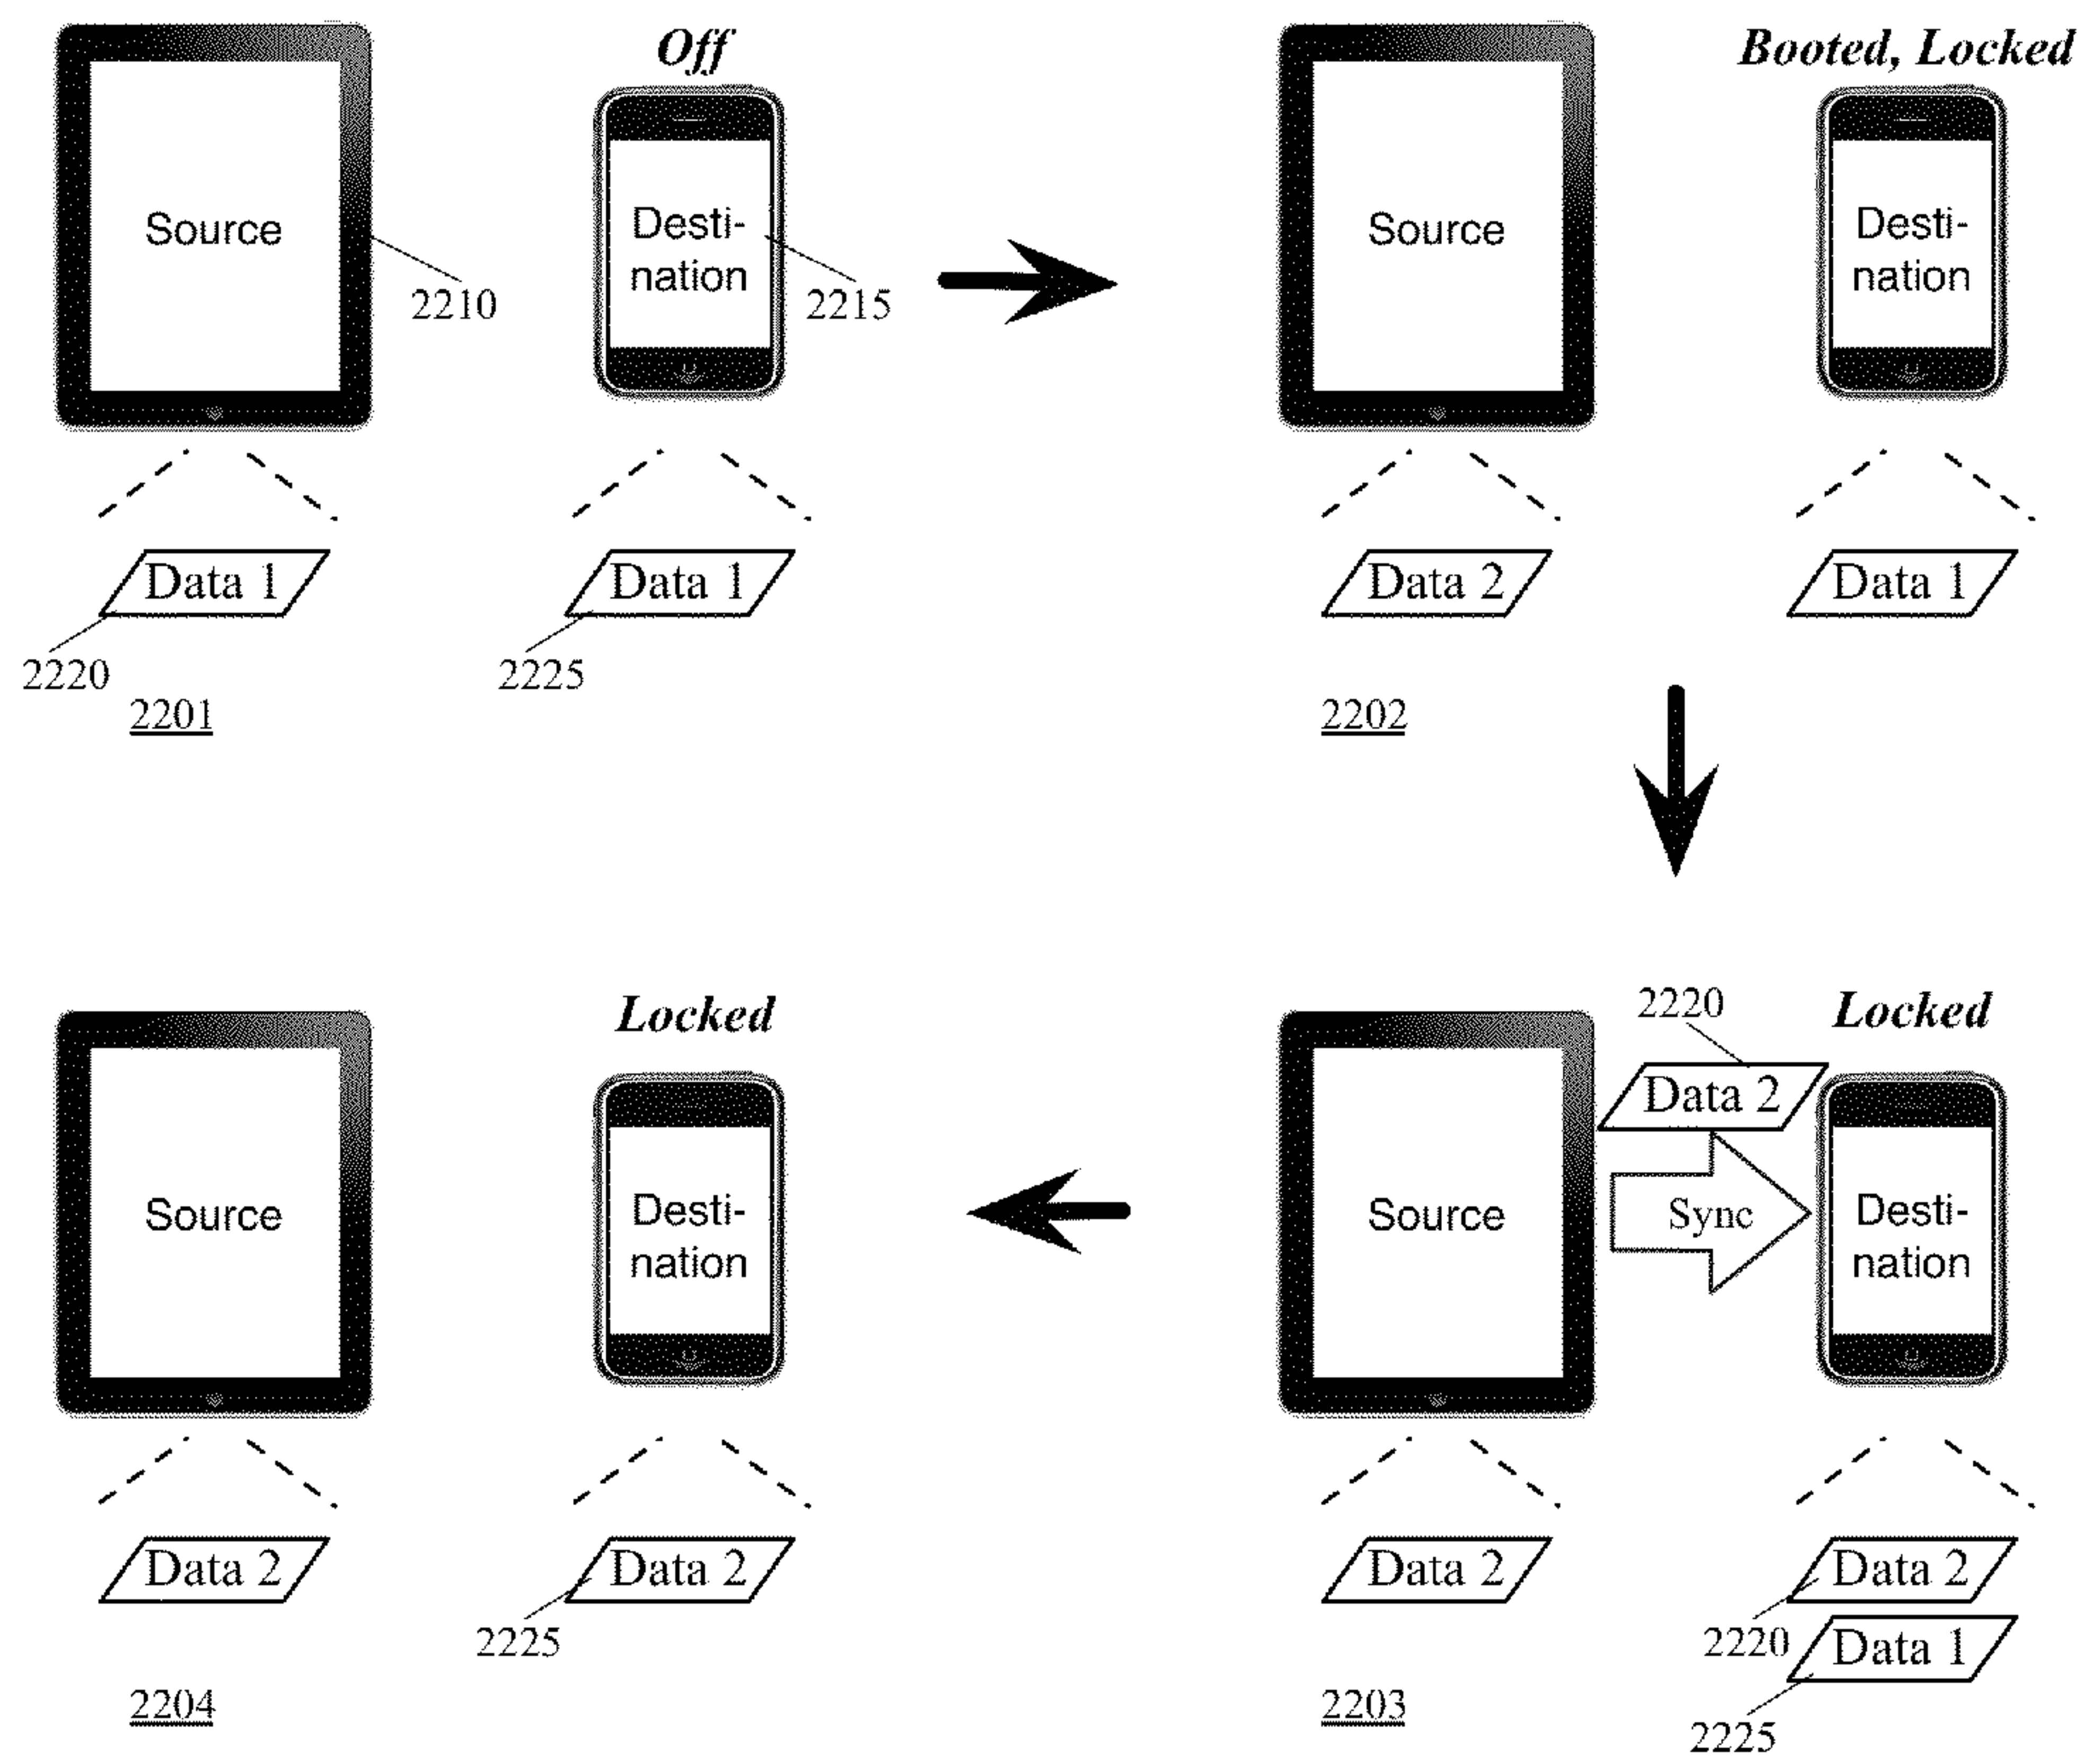 Off
Source
Desti-
nation
2210
2215
Data 1
Data 1
2220
2225
2201
Booted, Locked
Source
Desti-
nation
Data 2
Data 1
2202
2220
Locked
Data 2
Source
Sync
Desti-
nation
Data 2
Data 2
2220
Data 1
2203
2225
Locked
Source
Desti-
nation
Data 2
Data 2
2225
2204